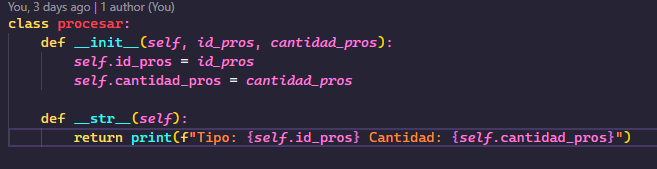 You, 3 days ago | 1 author (You)
class procesar:
    def __init__(self, id_pros, cantidad_pros):
        self.id_pros = id_pros
        self.cantidad_pros = cantidad_pros
    def __str__(self):
        return print(f"Tipo: {self.id_pros} Cantidad: {self.cantidad_pros}")